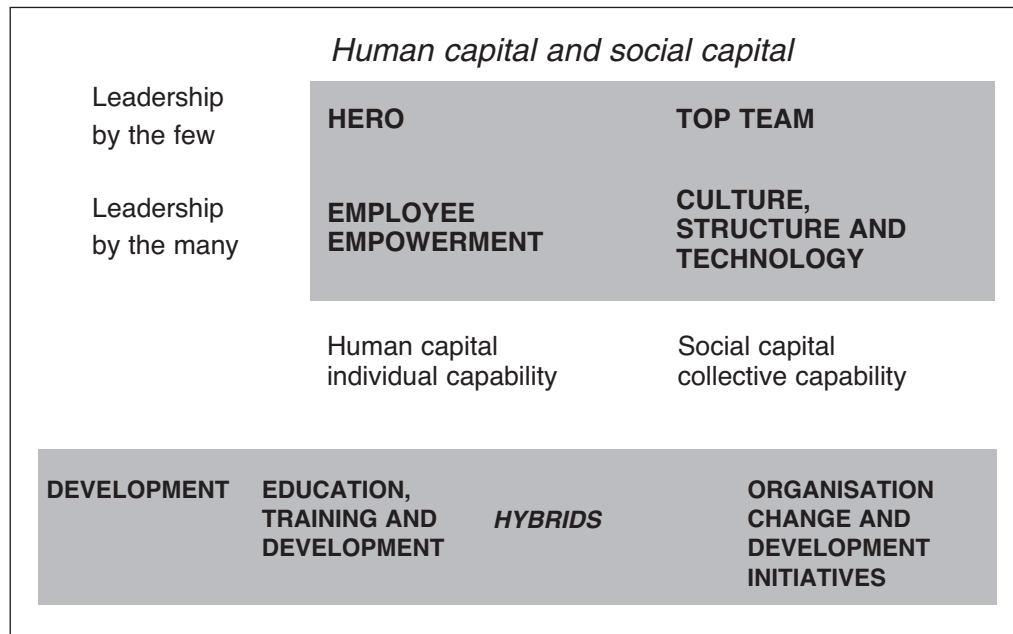 Human capital and social capital
Leadership
by the few
HERO
TOP TEAM
Leadership
by the many
EMPLOYEE
EMPOWERMENT
CULTURE,
STRUCTURE AND
TECHNOLOGY
Human capital
individual capability
Social capital
collective capability
DEVELOPMENT
EDUCATION,
TRAINING AND
DEVELOPMENT
HYBRIDS
ORGANISATION
CHANGE AND
DEVELOPMENT
INITIATIVES